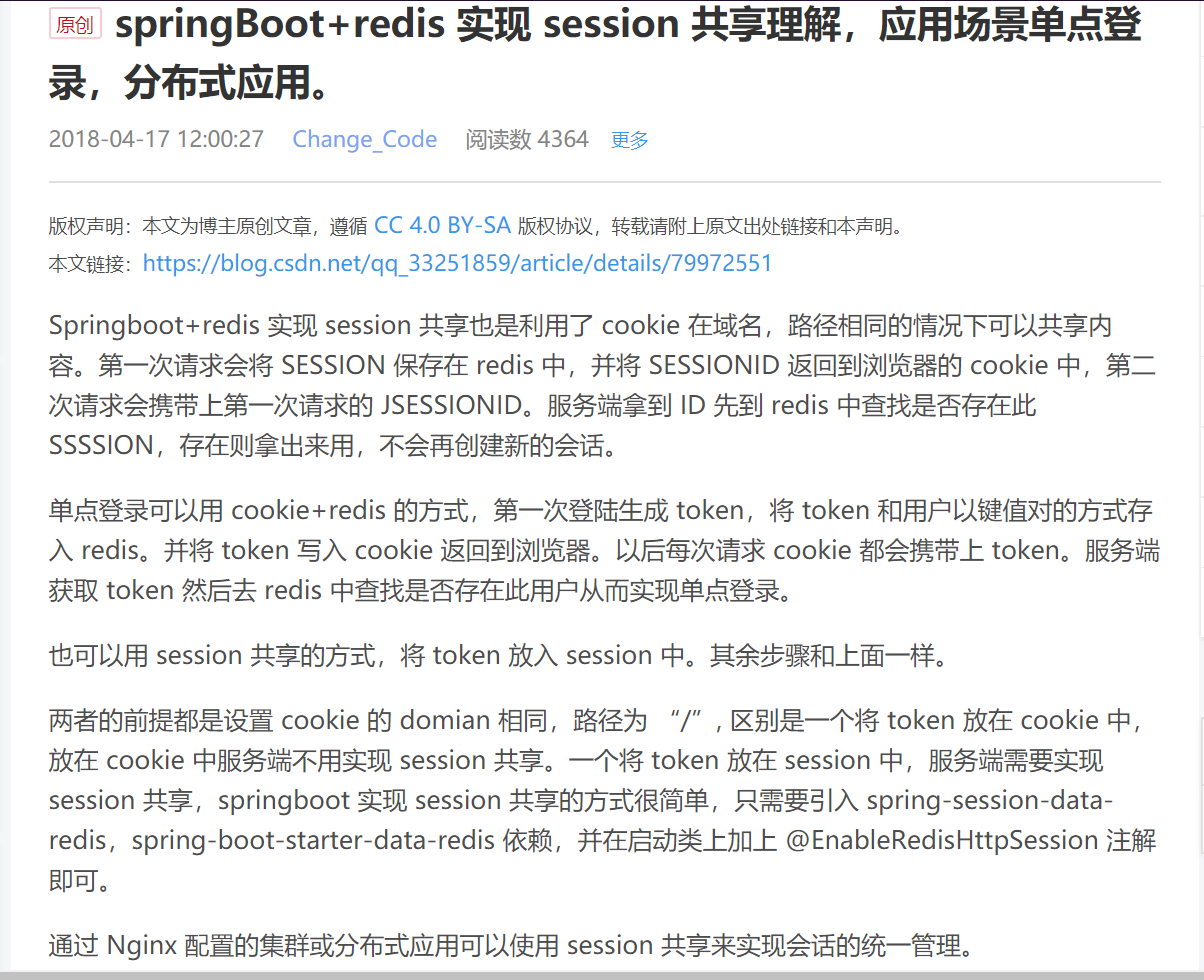 原创 springBoot+redis 实现 session 共享理解，应用场景单点登
录，分布式应用。
2018-04-17 12:00:27 Change_Code 阅读数 4364 更多
版权声明：本文为博主原创文章，遵循 CC 4.0 BY-SA 版权协议，转载请附上原文出处链接和本声明。
本文链接：https://blog.csdn.net/qq_33251859/article/details/79972551
Springboot+redis 实现 session 共享也是利用了 cookie 在域名，路径相同的情况下可以共享内
容。第一次请求会将 SESSION 保存在 redis 中，并将 SESSIONID 返回到浏览器的 cookie 中，第二
次请求会携带上第一次请求的 JSESSIONID。服务端拿到 ID 先到 redis 中查找是否存在此
SSSSION，存在则拿出来用，不会再创建新的会话。
单点登录可以用 cookie+redis 的方式，第一次登陆生成 token，将 token 和用户以键值对的方式存
入 redis。并将 token 写入 cookie 返回到浏览器。以后每次请求 cookie 都会携带上 token。服务端
获取 token 然后去 redis 中查找是否存在此用户从而实现单点登录。
也可以用 session 共享的方式，将 token 放入 session 中。其余步骤和上面一样。
两者的前提都是设置 cookie 的 domian 相同，路径为 “/”, 区别是一个将 token 放在 cookie 中，
放在 cookie 中服务端不用实现 session 共享。一个将 token 放在 session 中，服务端需要实现
session 共享，springboot 实现 session 共享的方式很简单，只需要引入 spring-session-data-
redis，spring-boot-starter-data-redis 依赖，并在启动类上加上 @EnableRedisHttpSession 注解
即可。
通过 Nginx 配置的集群或分布式应用可以使用 session 共享来实现会话的统一管理。